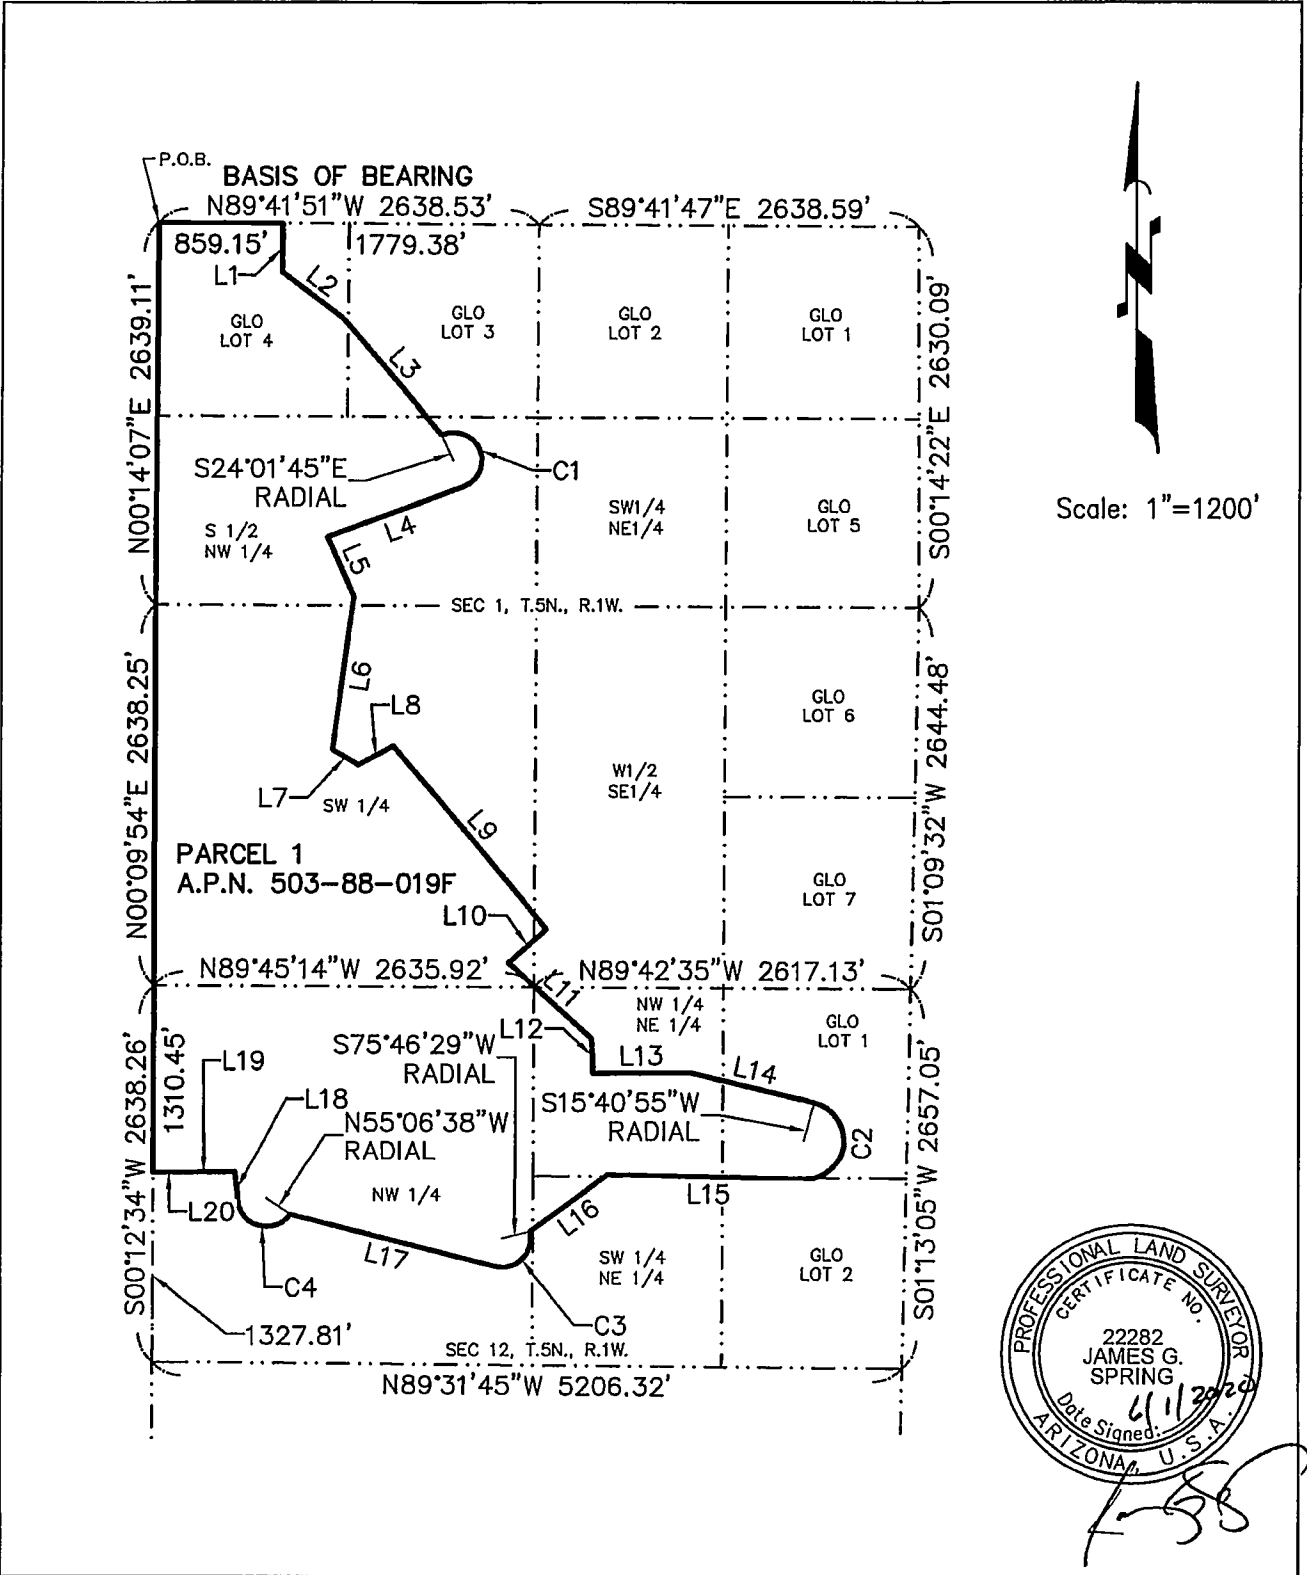 P.O.B.
BASIS OF BEARING
N89°41'51"W 2638.53'
S89°41'47"E 2638.59'
859.15'
1779.38'
L1
L2
GLO
LOT 4
GLO
LOT 3
GLO
LOT 2
GLO
LOT 1
N00°14'07"E 2639.11'
S00°14'22"E 2630.09'
L3
S24°01'45"E
RADIAL
C1
Scale: 1"=1200'
S 1/2
NW 1/4
L4
SW1/4
NE1/4
GLO
LOT 5
L5
SEC 1, T.5N., R.1W.
L6
L8
GLO
LOT 6
L7
SW 1/4
W1/2
SE1/4
N00°09'54"E 2638.25'
S01°09'32"W 2644.48'
L9
PARCEL 1
A.P.N. 503-88-019F
GLO
LOT 7
L10
N89°45'14"W 2635.92'
N89°42'35"W 2617.13'
L11
NW 1/4
NE 1/4
GLO
LOT 1
L12
S75°46'29"W
RADIAL
L13
L14
L19
1310.45'
S00°12'34"W 2638.26'
S01°13'05"W 2657.05'
L18
N55°06'38"W
RADIAL
S15°40'55"W
RADIAL
C2
NW 1/4
L20
L15
L16
L17
SW 1/4
NE 1/4
GLO
LOT 2
C4
C3
1327.81'
SEC 12, T.5N., R.1W.
N89°31'45"W 5206.32'
PROFESSIONAL LAND SURVEYOR
CERTIFICATE NO.
22282
JAMES G.
SPRING
6/1/2020
Date Signed:
ARIZONA, U.S.A.